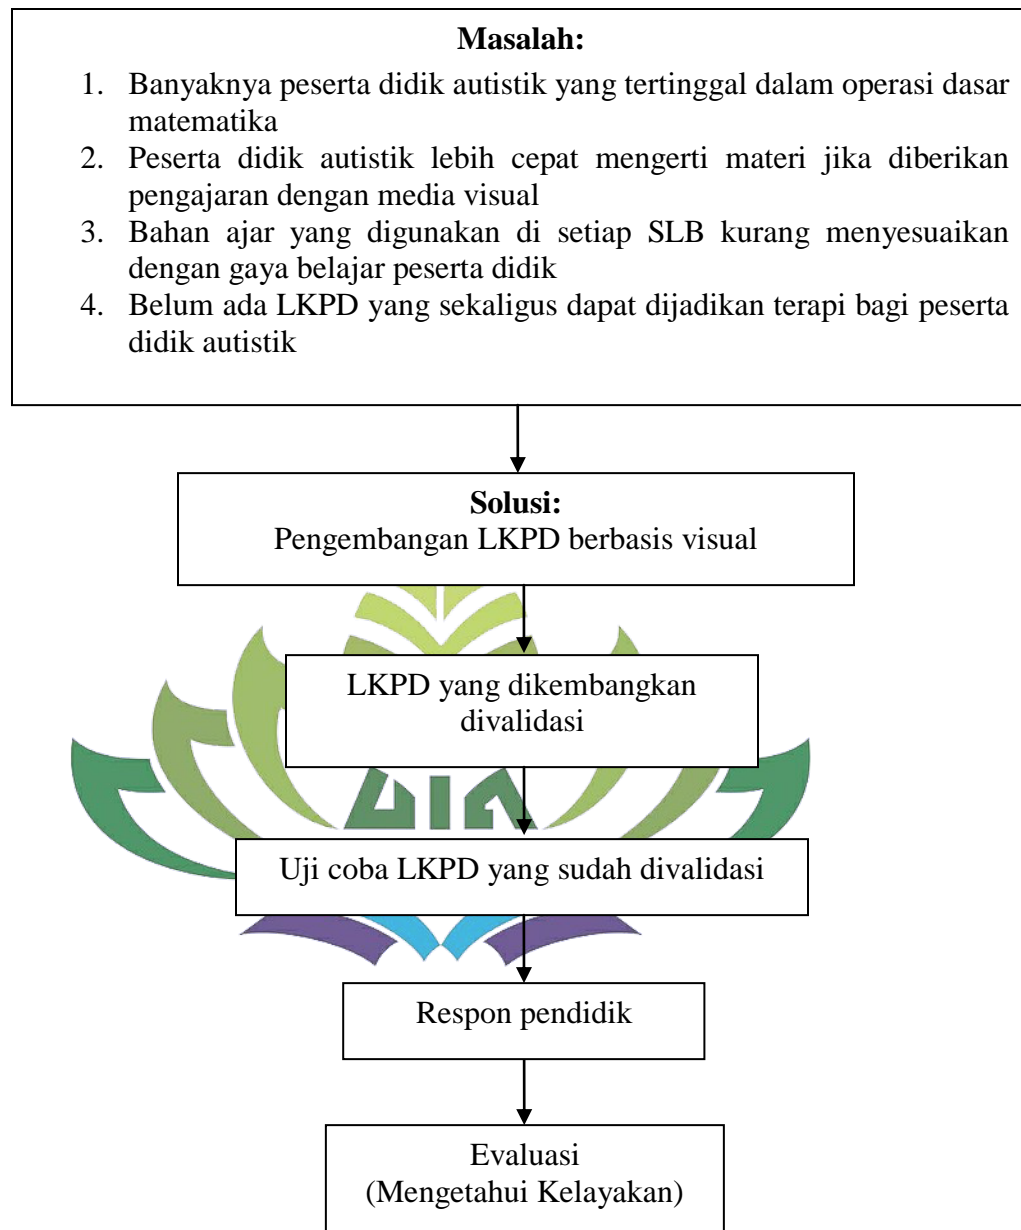 Masalah:
1. Banyaknya peserta didik autistik yang tertinggal dalam operasi dasar
matematika
2. Peserta didik autistik lebih cepat mengerti materi jika diberikan
pengajaran dengan media visual
3. Bahan ajar yang digunakan di setiap SLB kurang menyesuaikan
dengan gaya belajar peserta didik
4. Belum ada LKPD yang sekaligus dapat dijadikan terapi bagi peserta
didik autistik
Solusi:
Pengembangan LKPD berbasis visual
LKPD yang dikembangkan
divalidasi
Uji coba LKPD yang sudah divalidasi
Respon pendidik
Evaluasi
(Mengetahui Kelayakan)